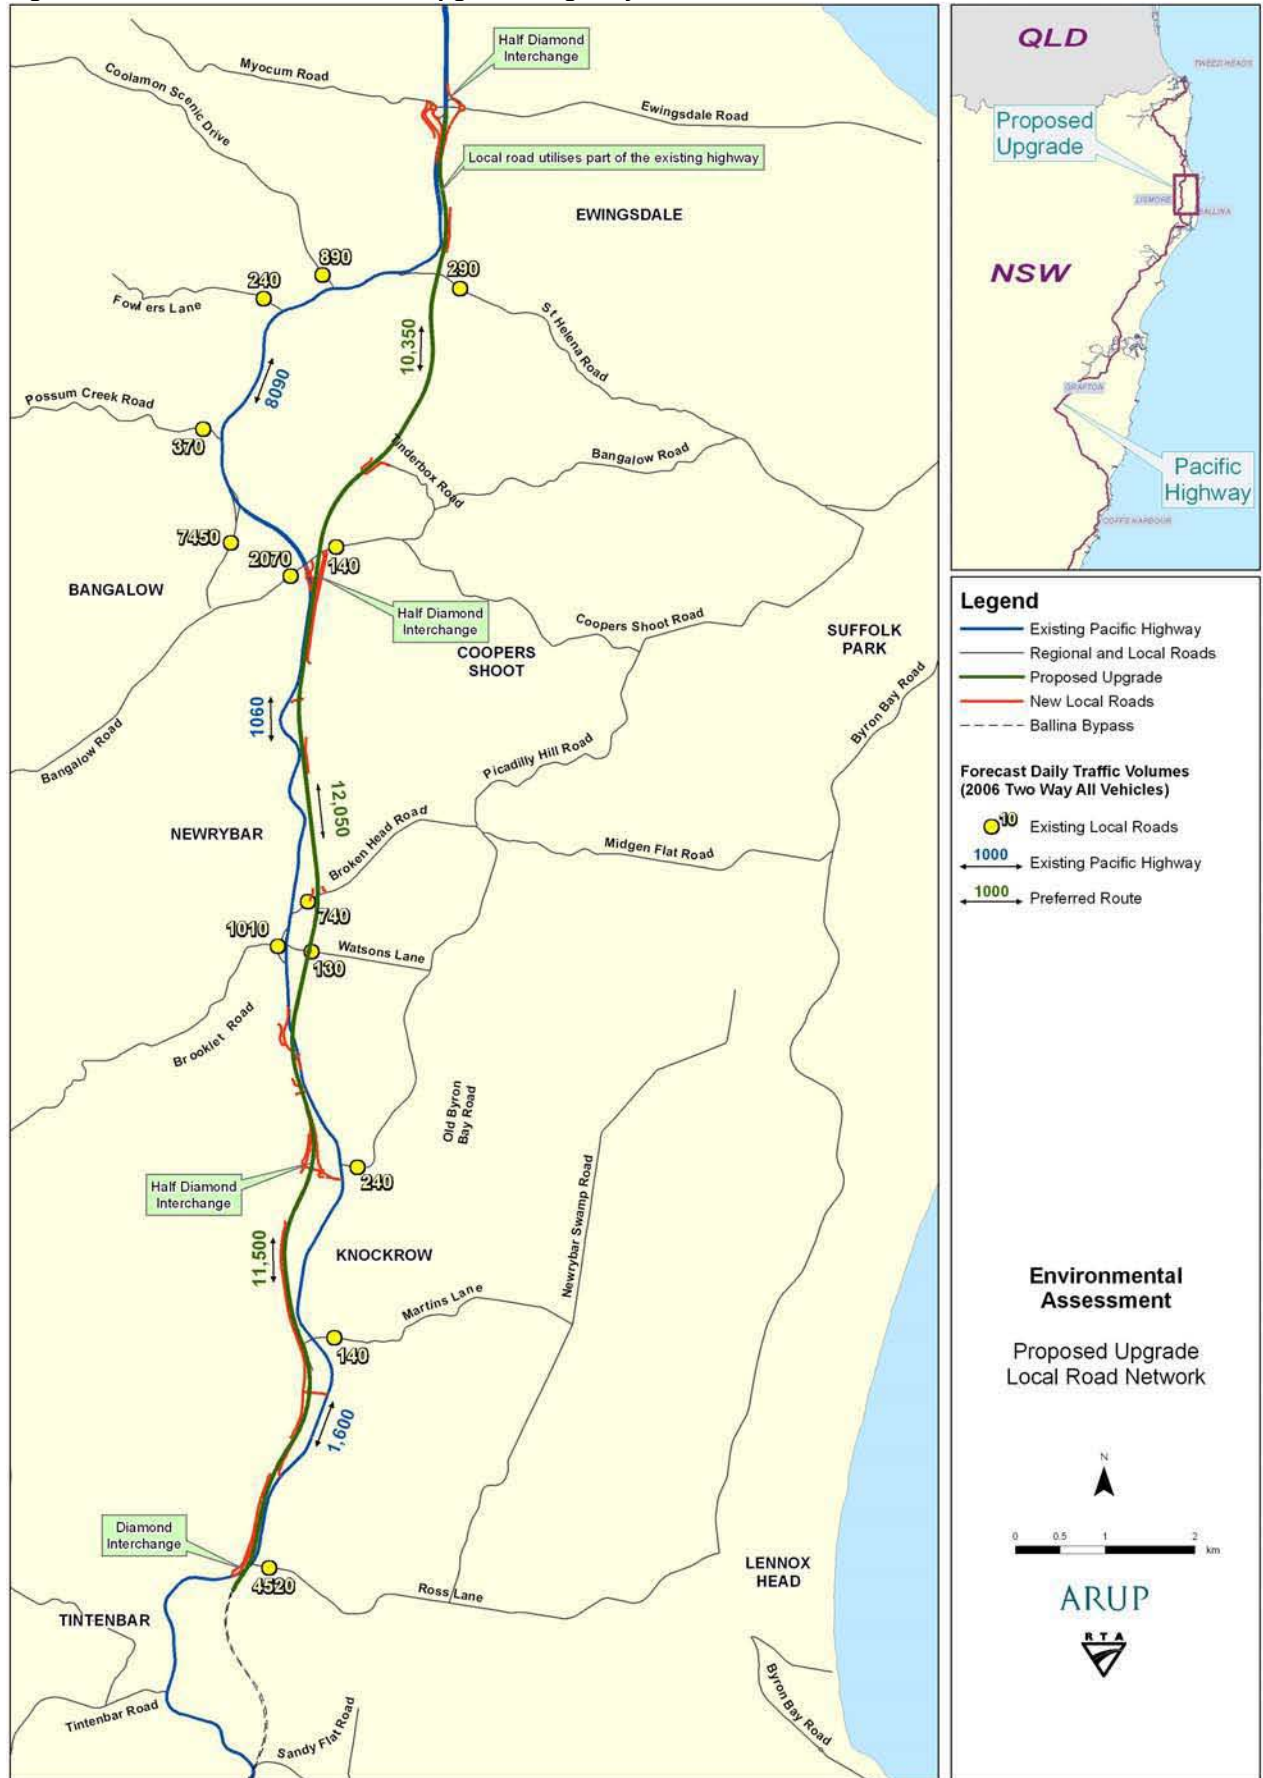 Half Diamond
Interchange
Myocum Road
Coolamon Scenic Drive
Ewingsdale Road
Local road utilises part of the existing highway
EWINGSDALE
890
240
290
Fowlers Lane
St Helena Road
10,350
8090
Possum Creek Road
370
Tinderbox Road
Bangalow Road
7450
2070
140
BANGALOW
Half Diamond
Interchange
COOPERS
SHOOT
Coopers Shoot Road
SUFFOLK
PARK
Byron Bay Road
1060
Bangalow Road
Picadilly Hill Road
12,050
NEWRYBAR
Broken Head Road
Midgen Flat Road
740
1010
Watsons Lane
130
Brooklet Road
Old Byron
Bay Road
Newrybar Swamp Road
240
Half Diamond
Interchange
11,500
KNOCKROW
Martins Lane
140
1,600
Diamond
Interchange
4520
Ross Lane
LENNOX
HEAD
TINTENBAR
Tintenbar Road
Sandy Flat Road
Byron Bay Road
QLD
TWEED HEADS
Proposed
Upgrade
LISMORE
BALLINA
NSW
GRAFTON
Pacific
Highway
COFFS HARBOUR
Legend
Existing Pacific Highway
Regional and Local Roads
Proposed Upgrade
New Local Roads
Ballina Bypass
Forecast Daily Traffic Volumes
(2006 Two Way All Vehicles)
10
Existing Local Roads
1000
Existing Pacific Highway
1000
Preferred Route
Environmental
Assessment
Proposed Upgrade
Local Road Network
N
0 0.5 1 2
km
ARUP
RTA